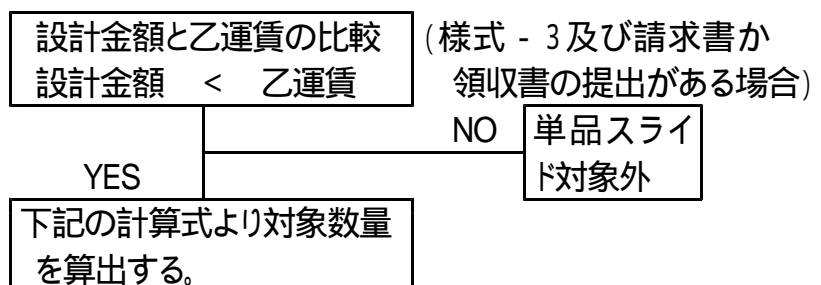 設計金額と乙運賃の比較
(様式 - 3及び請求書か
設計金額 < 乙運賃
領収書の提出がある場合)
NO
単品スライ
ド対象外
YES
下記の計算式より対象数量
を算出する。